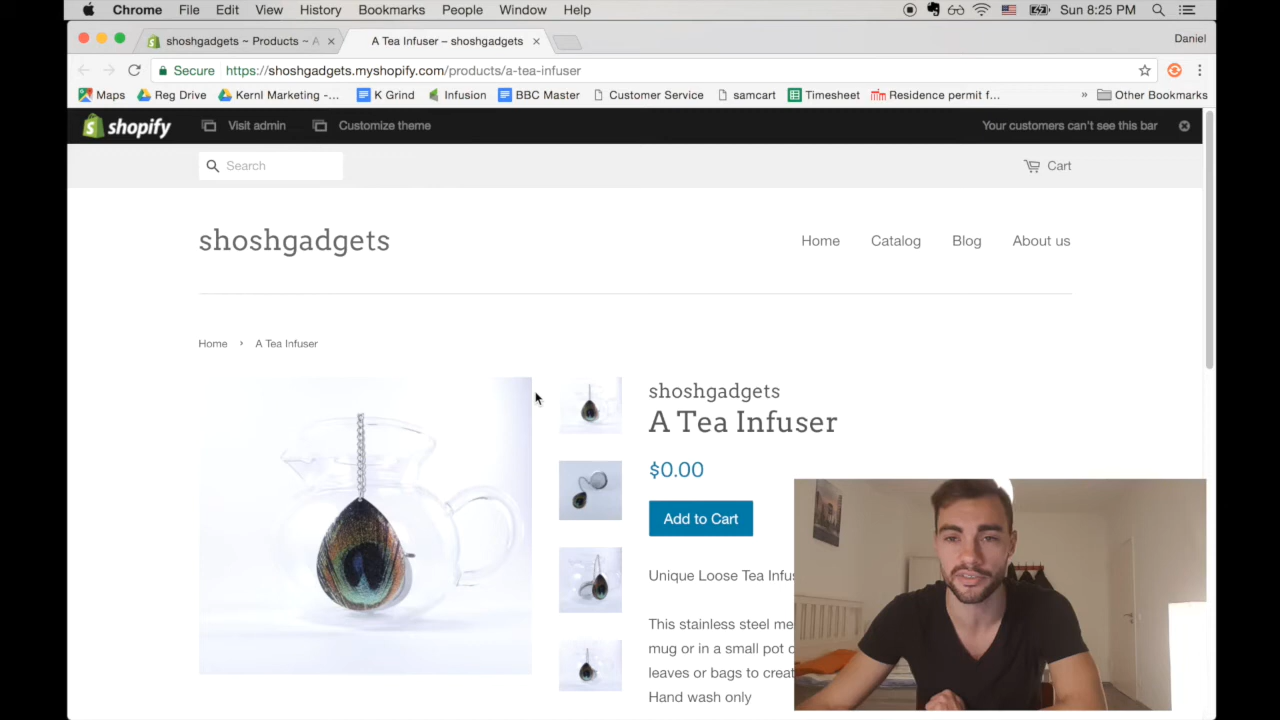 Chrome File Edit View History Bookmarks People Window Help Sun 8:25 PM
shoshgadgets ~ Products ~ A A Tea Infuser – shoshgadgets Daniel
Secure https://shoshgadgets.myshopify.com/products/a-tea-infuser
Maps Reg Drive Kernl Marketing -... K Grind Infusion BBC Master Customer Service samcart Timesheet Residence permit f... » Other Bookmarks
shopify Visit admin Customize theme Your customers can't see this bar
Search Cart
shoshgadgets Home Catalog Blog About us
Home › A Tea Infuser
shoshgadgets
A Tea Infuser
$0.00
Add to Cart
Unique Loose Tea Infus
This stainless steel me
mug or in a small pot o
leaves or bags to creat
Hand wash only